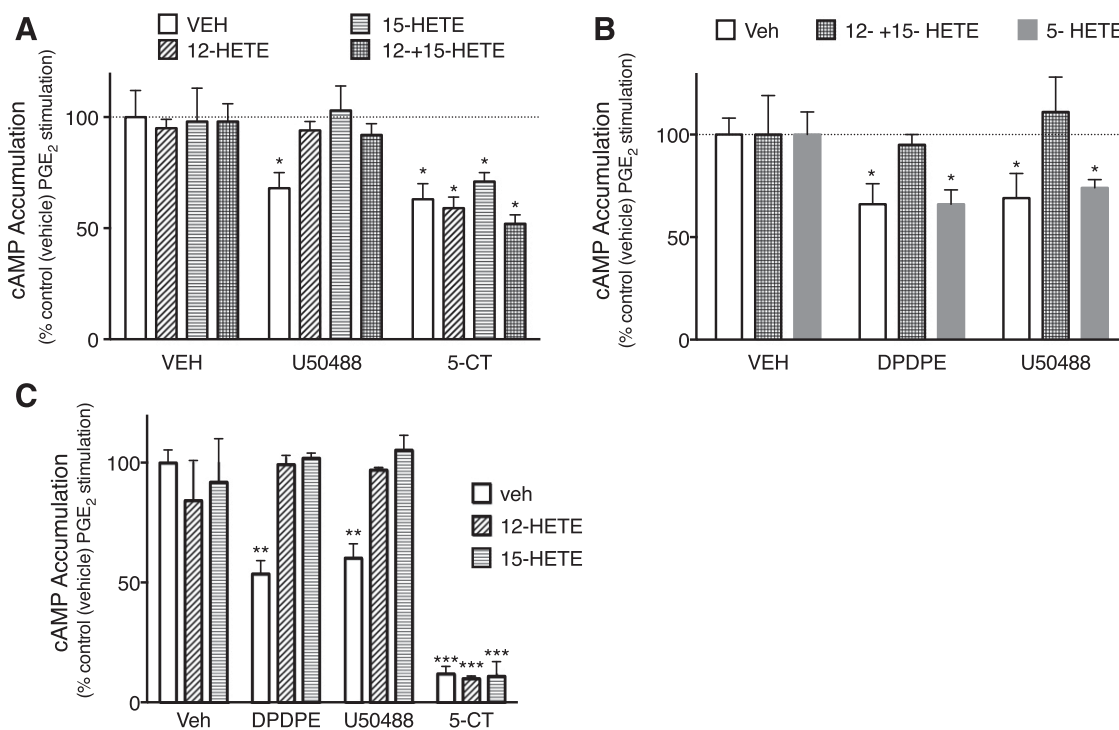 A
VEH
12-HETE
15-HETE
12-+15-HETE
cAMP Accumulation
(% control (vehicle) PGE2 stimulation)
100
50
0
*
*
*
*
*
VEH
U50488
5-CT
B
Veh
12- +15- HETE
5- HETE
cAMP Accumulation
(% control (vehicle) PGE2 stimulation)
100
50
0
*
*
*
*
VEH
DPDPE
U50488
C
cAMP Accumulation
(% control (vehicle) PGE2 stimulation)
100
50
0
**
**
***
***
***
Veh
DPDPE
U50488
5-CT
veh
12-HETE
15-HETE